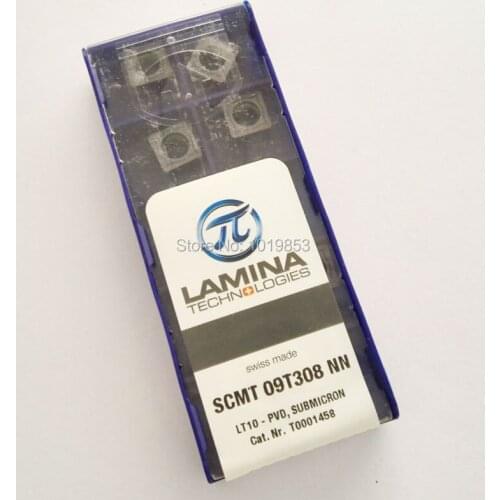 π
Store No: 1019853
LAMINA
TECHNOLOGIES
swiss made
SCMT 09T308 NN
LT10 - PVD, SUBMICRON
Cat. Nr. T0001458